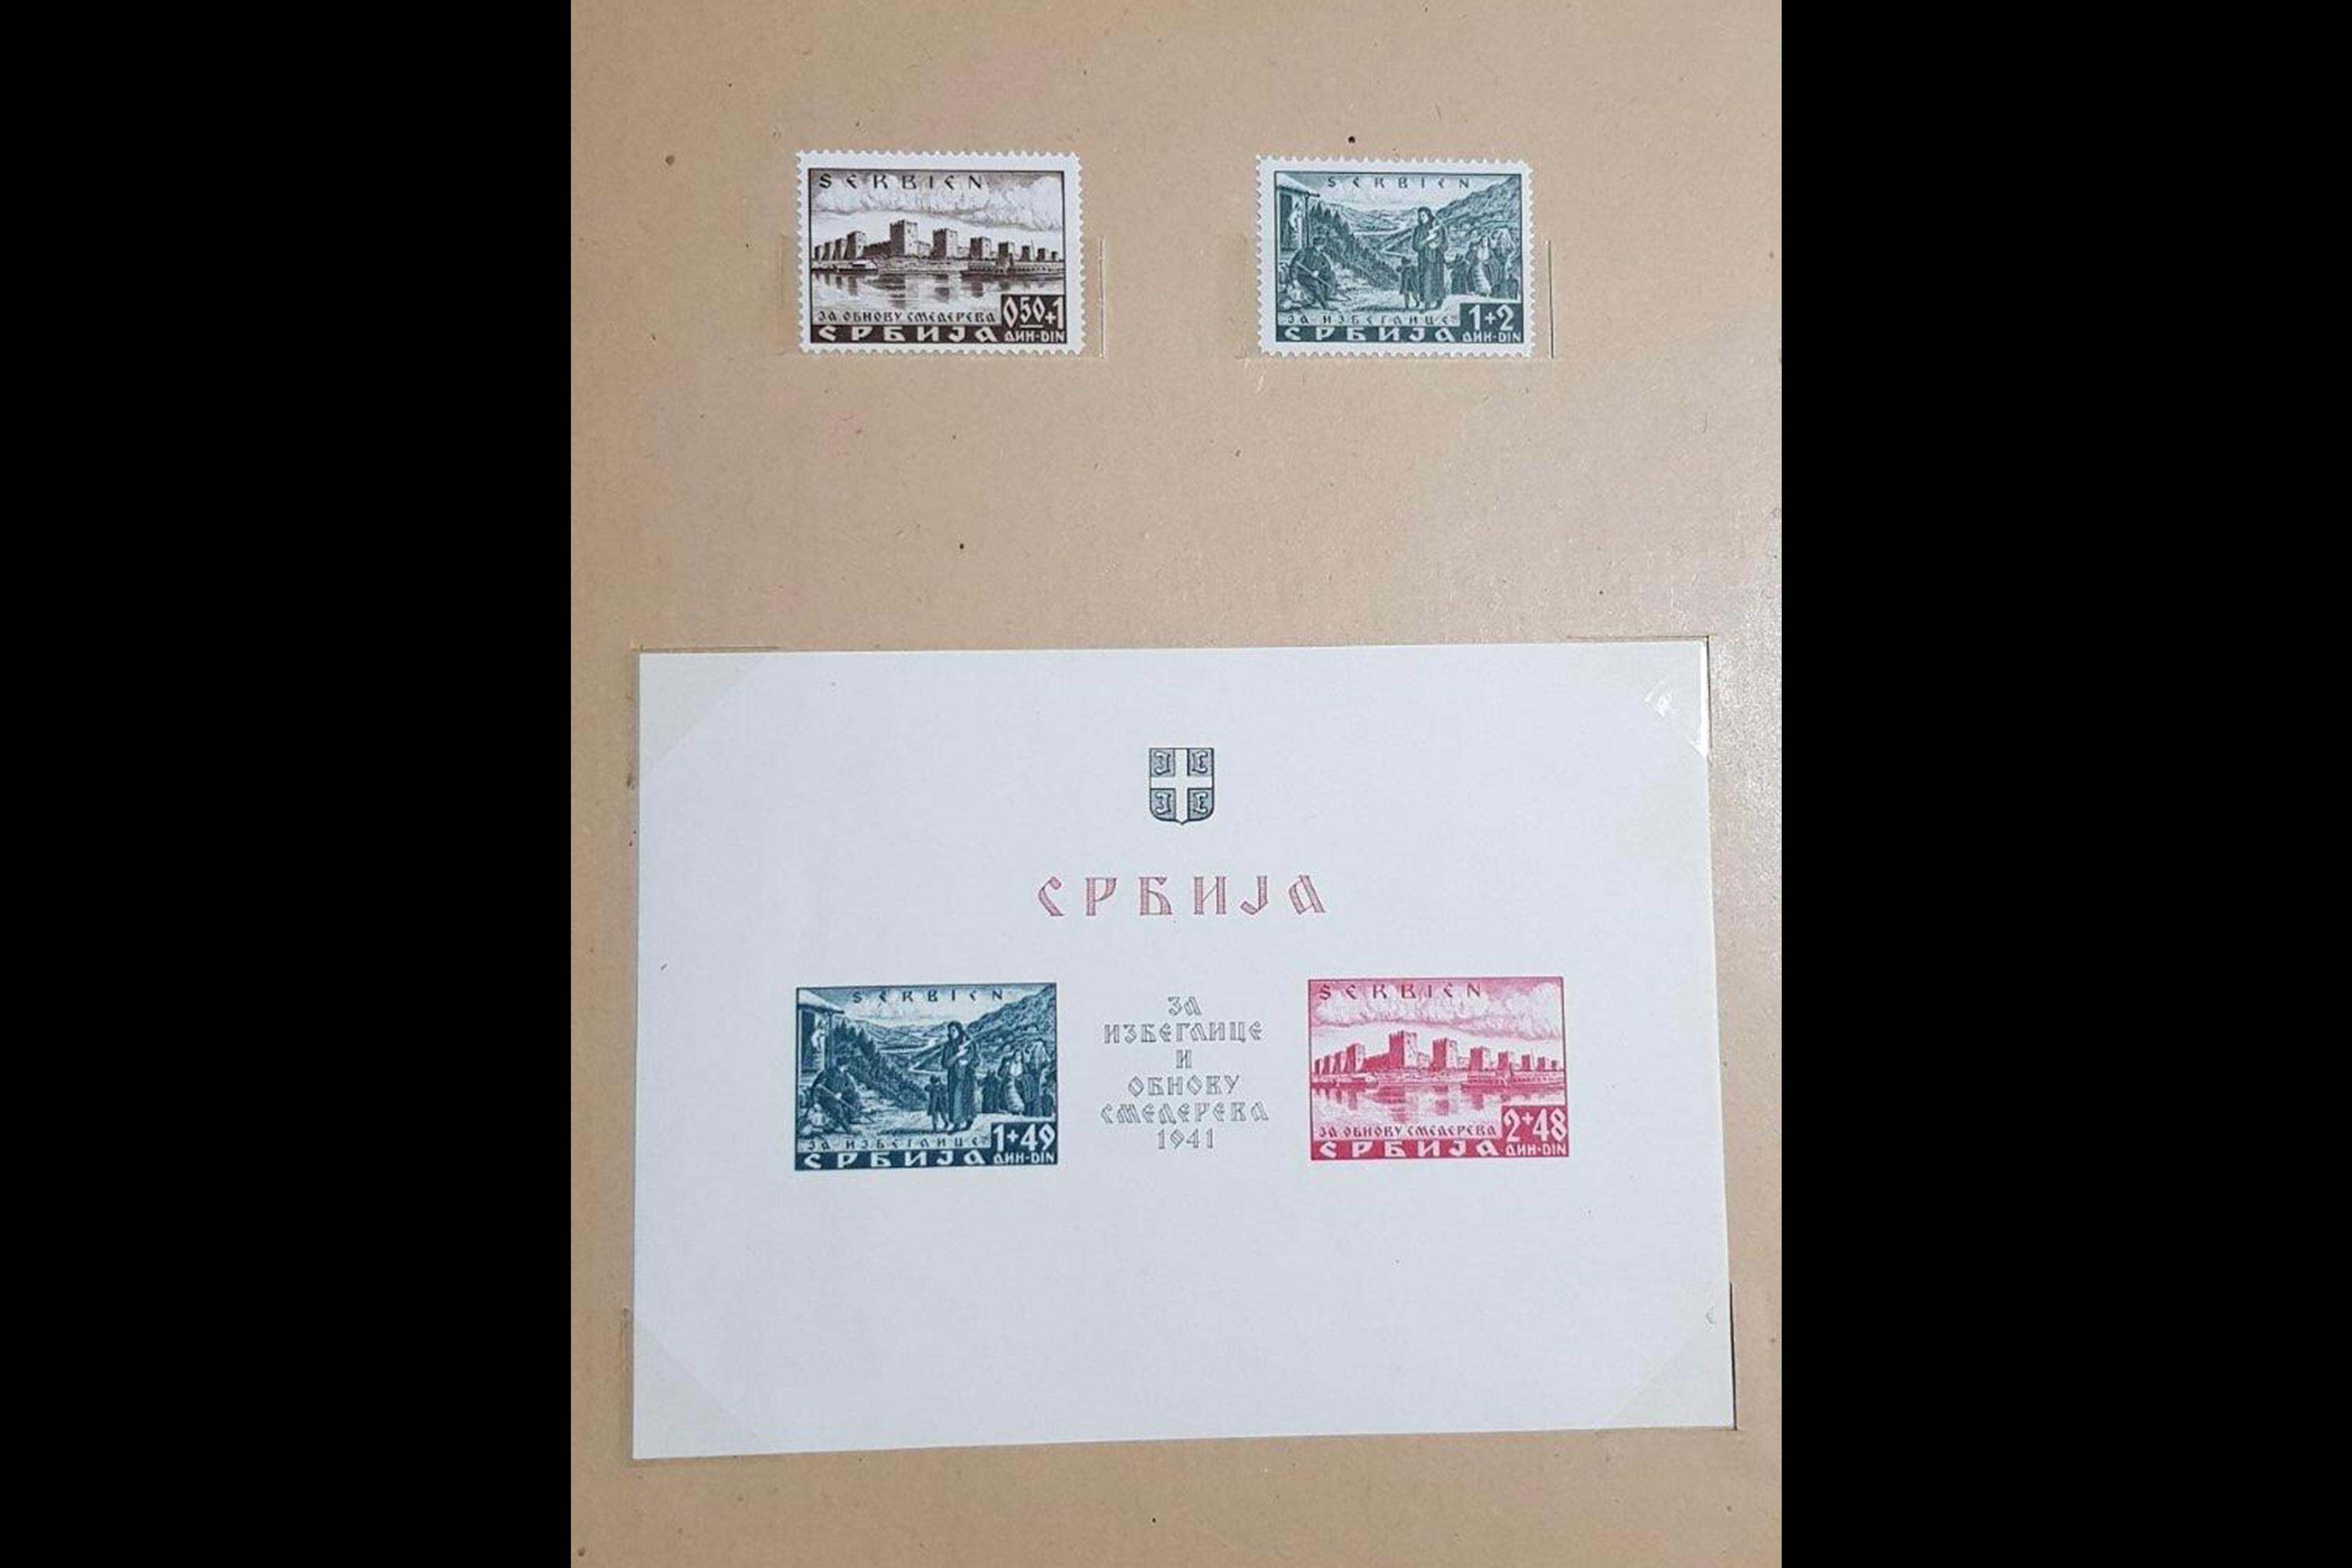 SERBIEN
ЗА ОБНОВУ СМЕДЕРЕВА
0.50+1
СРБИЈА
ДИН·DIN
SERBIEN
ЗА ИЗБЕГЛИЦЕ
1+2
СРБИЈА
ДИН·DIN
СРБИЈА
SERBIEN
ЗА ИЗБЕГЛИЦЕ
1+49
СРБИЈА
ДИН·DIN
ЗА
ИЗБЕГЛИЦЕ
И
ОБНОВУ
СМЕДЕРЕВА
1941
SERBIEN
ЗА ОБНОВУ СМЕДЕРЕВА
2+48
СРБИЈА
ДИН·DIN